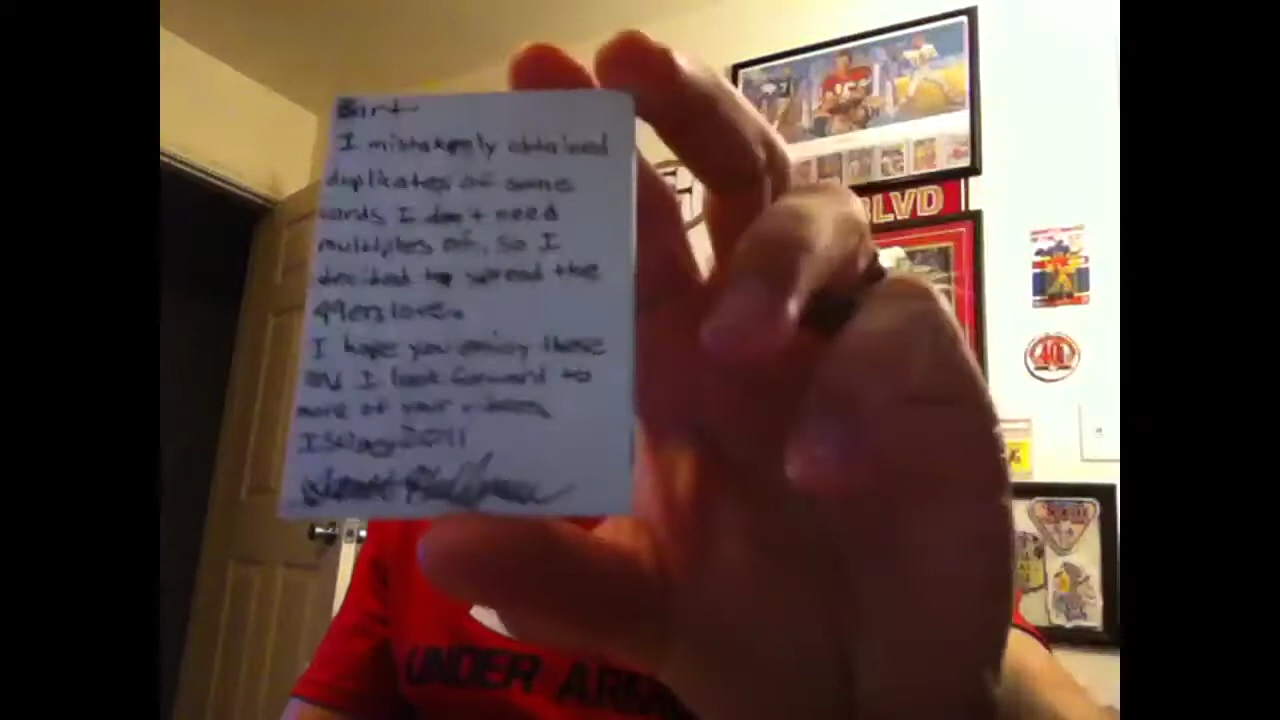 I mistakenly obtained
duplicates of some
cards I don't need
multiples of, so I
decided to spread the
49ers love.
I hope you enjoy these
and I look forward to
more of your videos
BLVD
40
UNDER ARM